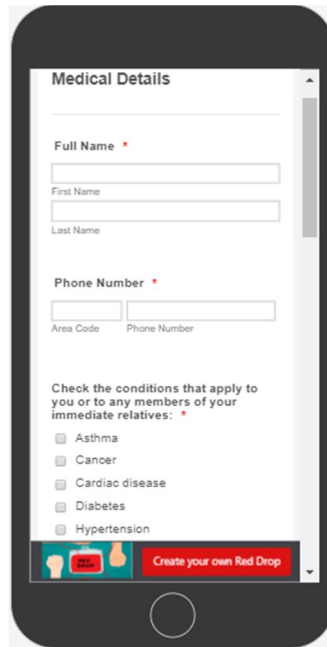 Medical Details
Full Name *
First Name
Last Name
Phone Number *
Area Code Phone Number
Check the conditions that apply to
you or to any members of your
immediate relatives: *
Asthma
Cancer
Cardiac disease
Diabetes
Hypertension
RED
DROP
Create your own Red Drop